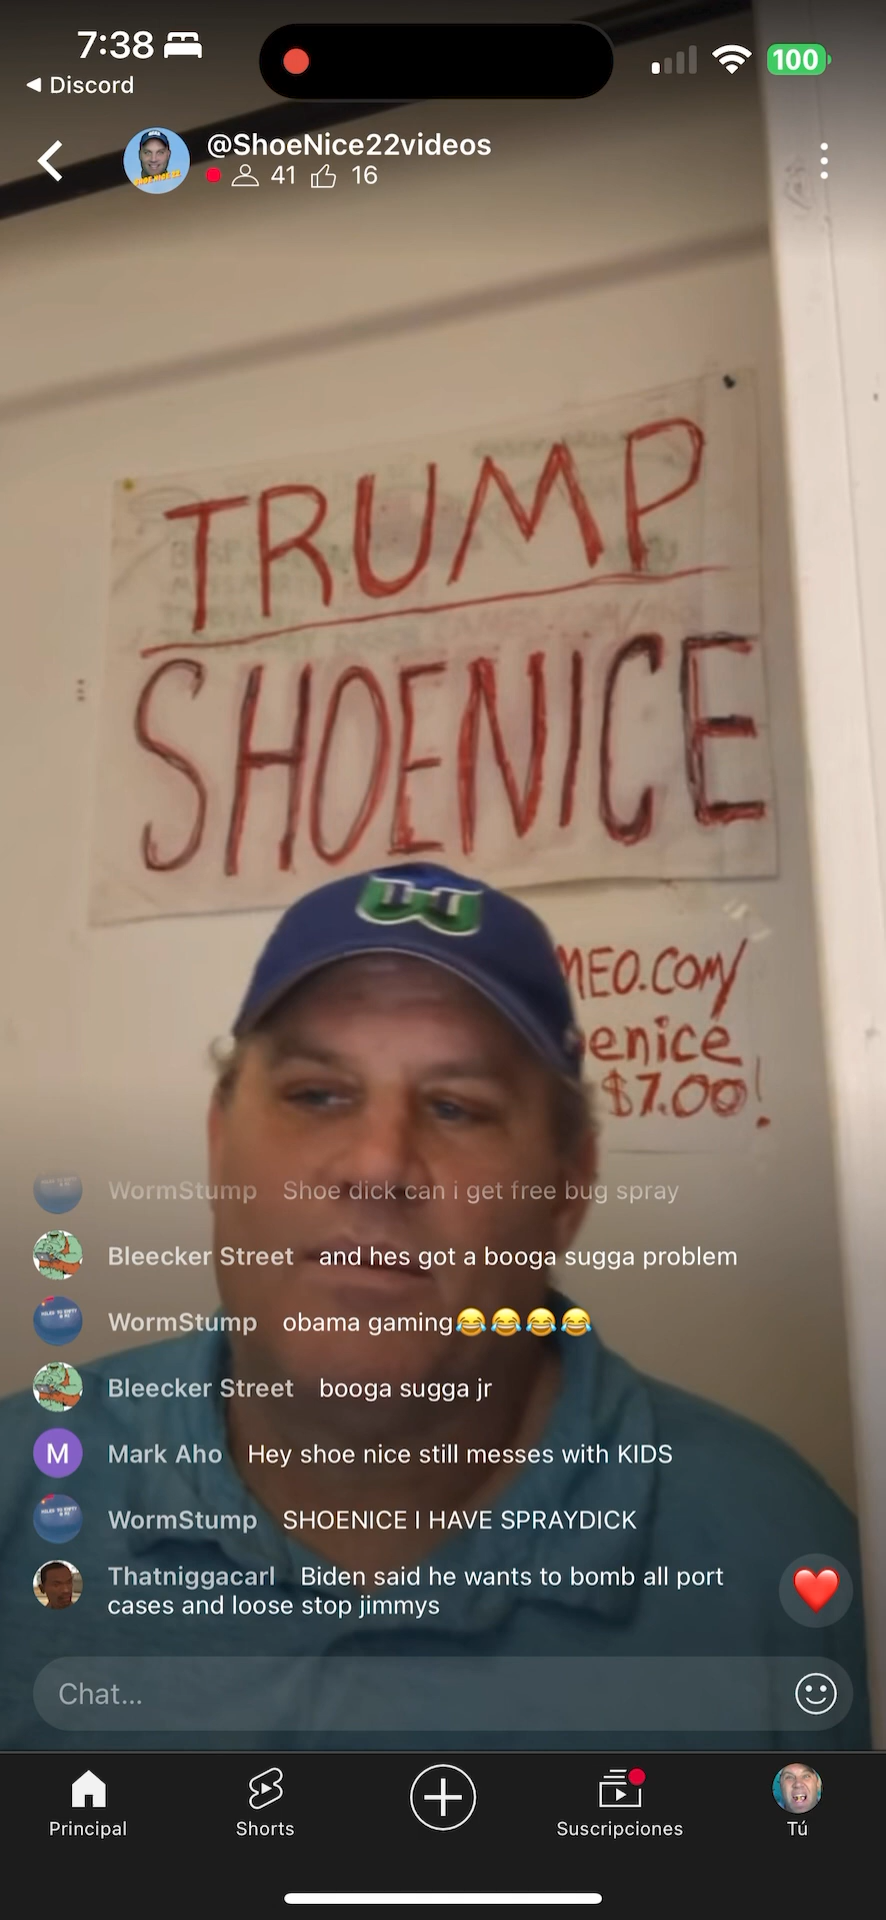 7:38
100
Discord
@ShoeNice22videos
41 16
TRUMP
SHOENICE
MEO.COM/
enice
$7.00!
WormStump Shoe dick can i get free bug spray
Bleecker Street and hes got a booga sugga problem
WormStump obama gaming😂😂😂😂
Bleecker Street booga sugga jr
M Mark Aho Hey shoe nice still messes with KIDS
WormStump SHOENICE I HAVE SPRAYDICK
Thatniggacarl Biden said he wants to bomb all port
cases and loose stop jimmys
Chat...
Principal Shorts Suscripciones Tú